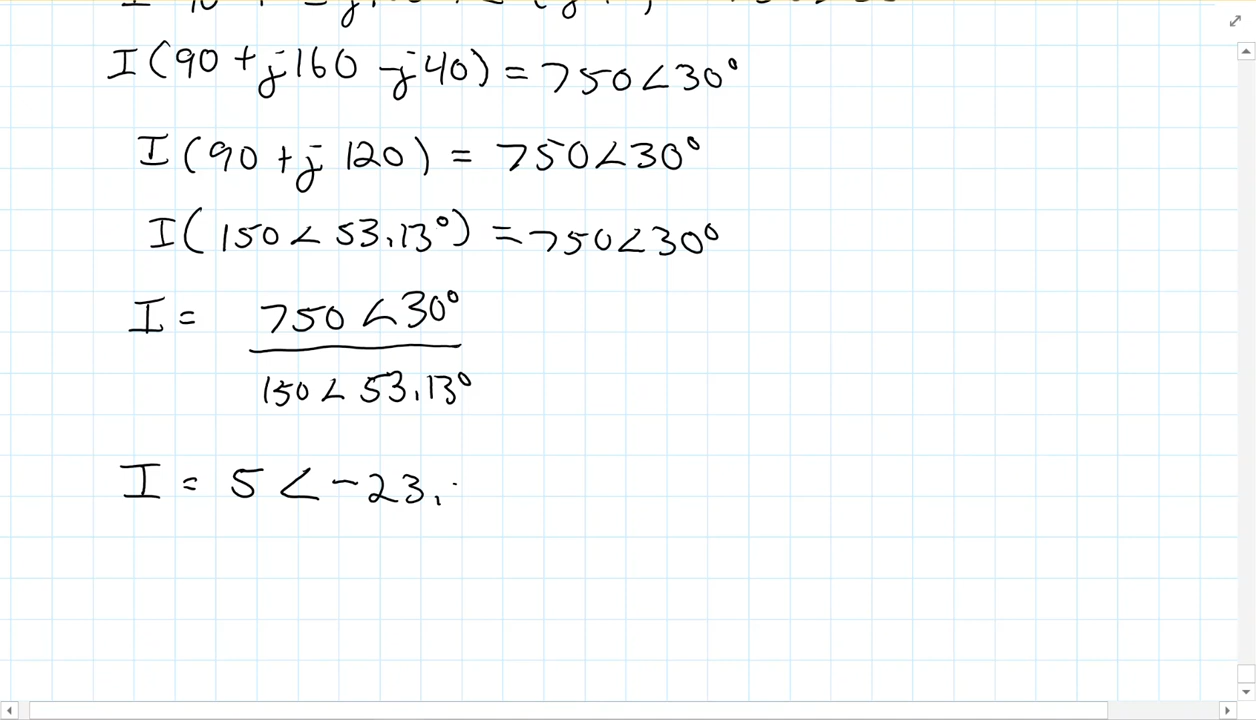 I(90 +j160 -j40) = 750<30°
I(90 +j 120) = 750<30°
I(150 < 53.13°) = 750<30°
I = 750 <30°
150 < 53.13°
I = 5 < -23.